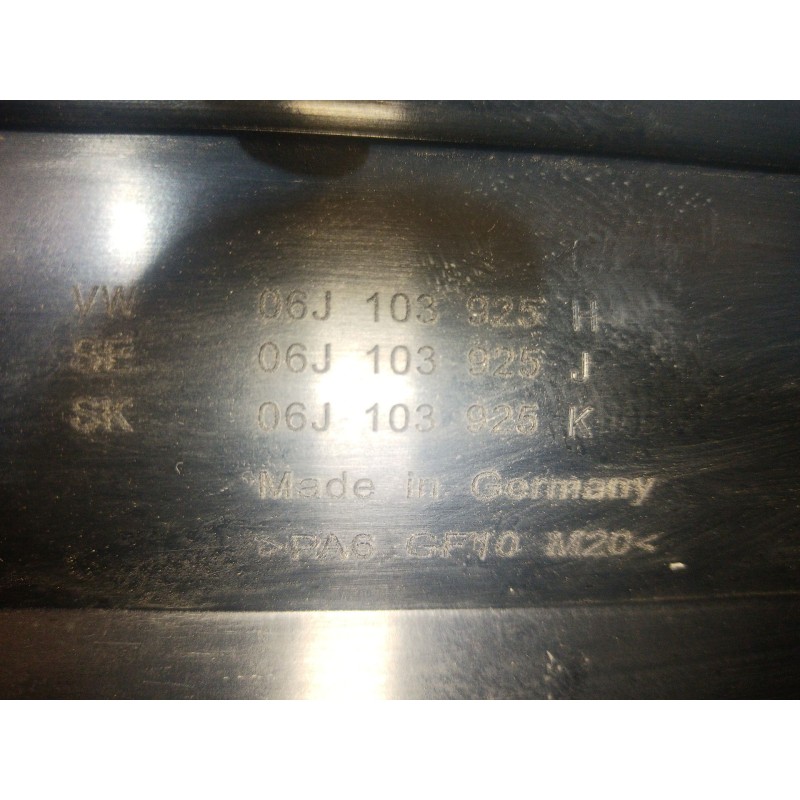 VW 06J 103 925 H
SE 06J 103 925 J
SK 06J 103 925 K
Made in Germany
>PA6 GF10 M20<